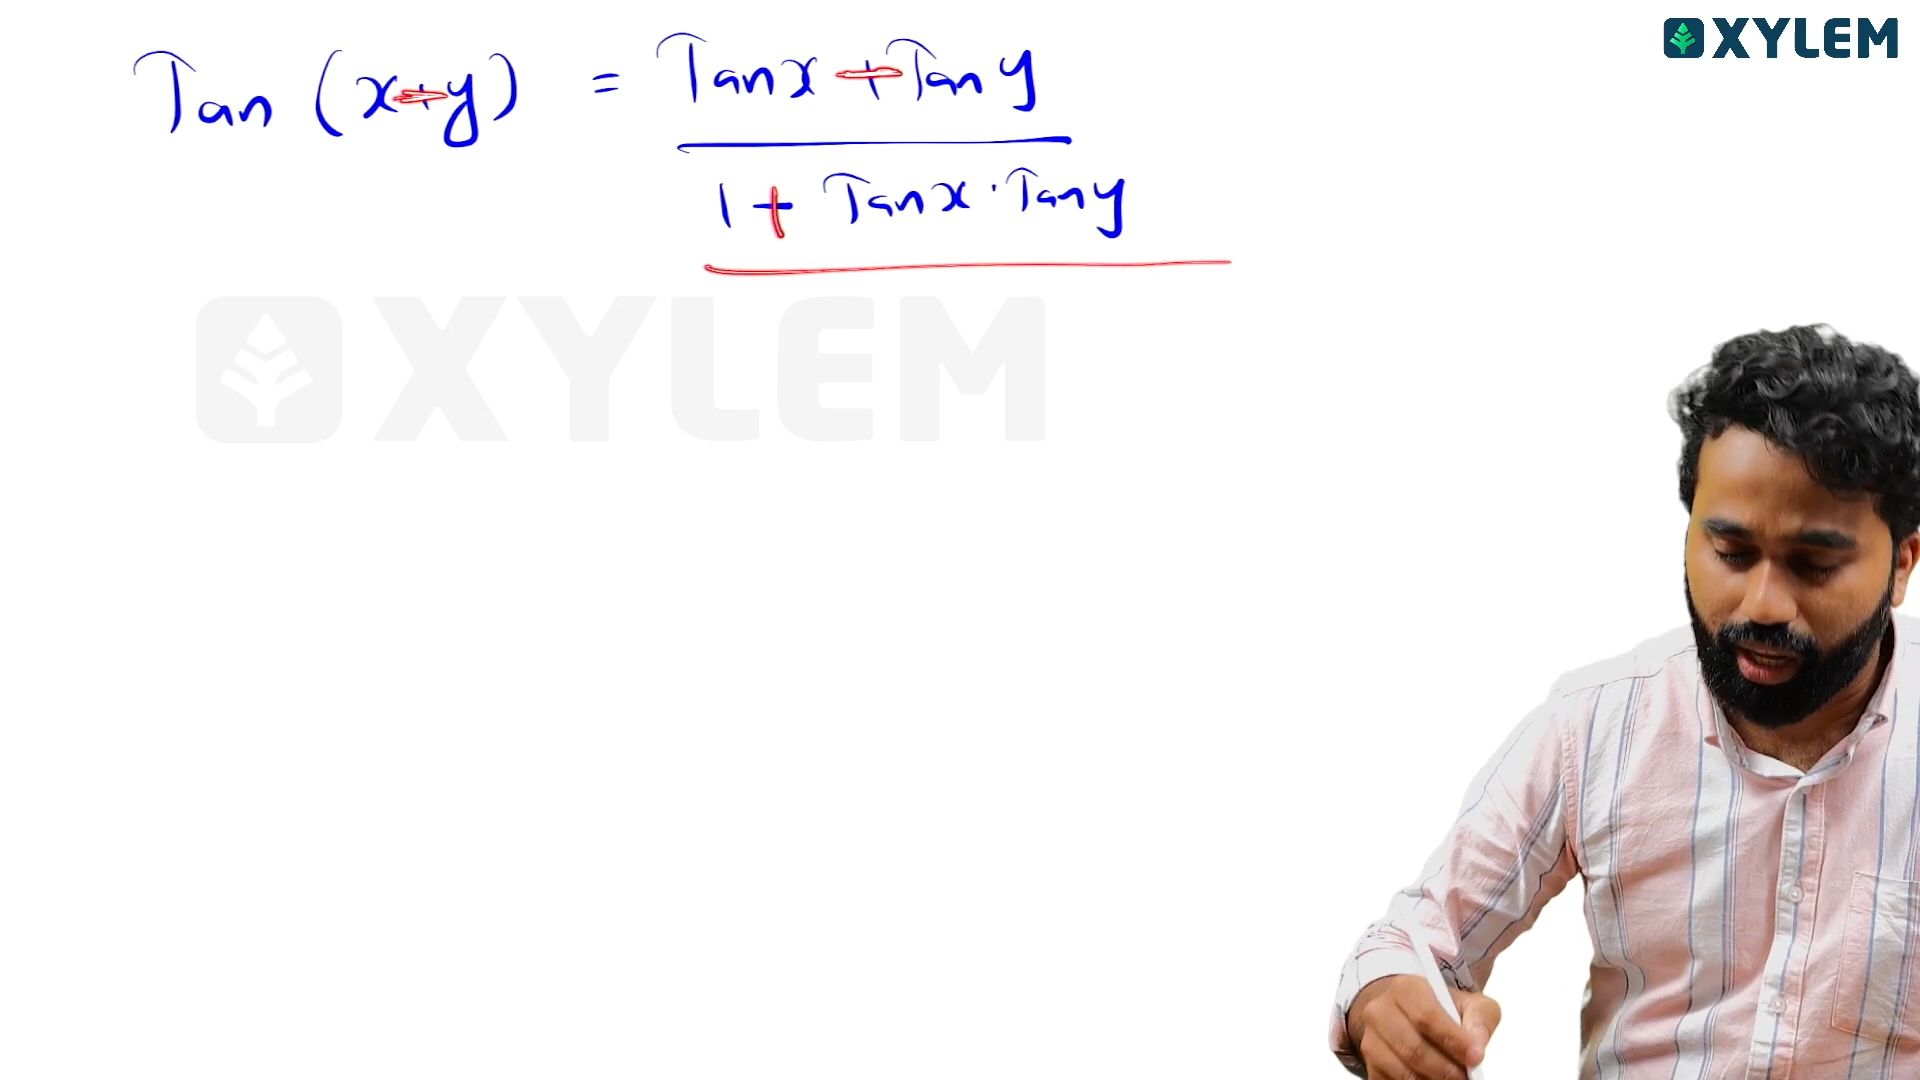 XYLEM
Tan (x-y) = Tanx - Tany
1 + Tanx · Tany
XYLEM